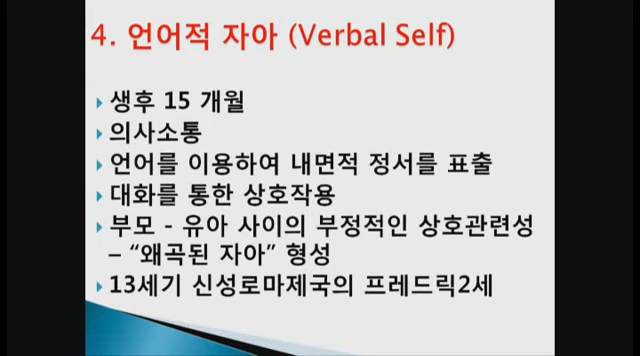 4. 언어적 자아 (Verbal Self)
생후 15 개월
의사소통
언어를 이용하여 내면적 정서를 표출
대화를 통한 상호작용
부모 - 유아 사이의 부정적인 상호관련성
– “왜곡된 자아” 형성
13세기 신성로마제국의 프레드릭2세